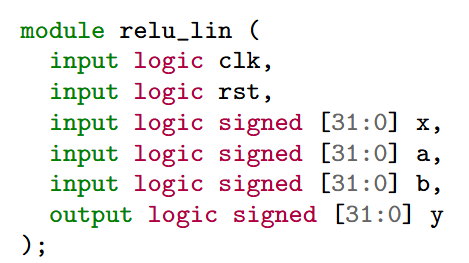 module relu_lin (
  input logic clk,
  input logic rst,
  input logic signed [31:0] x,
  input logic signed [31:0] a,
  input logic signed [31:0] b,
  output logic signed [31:0] y
);